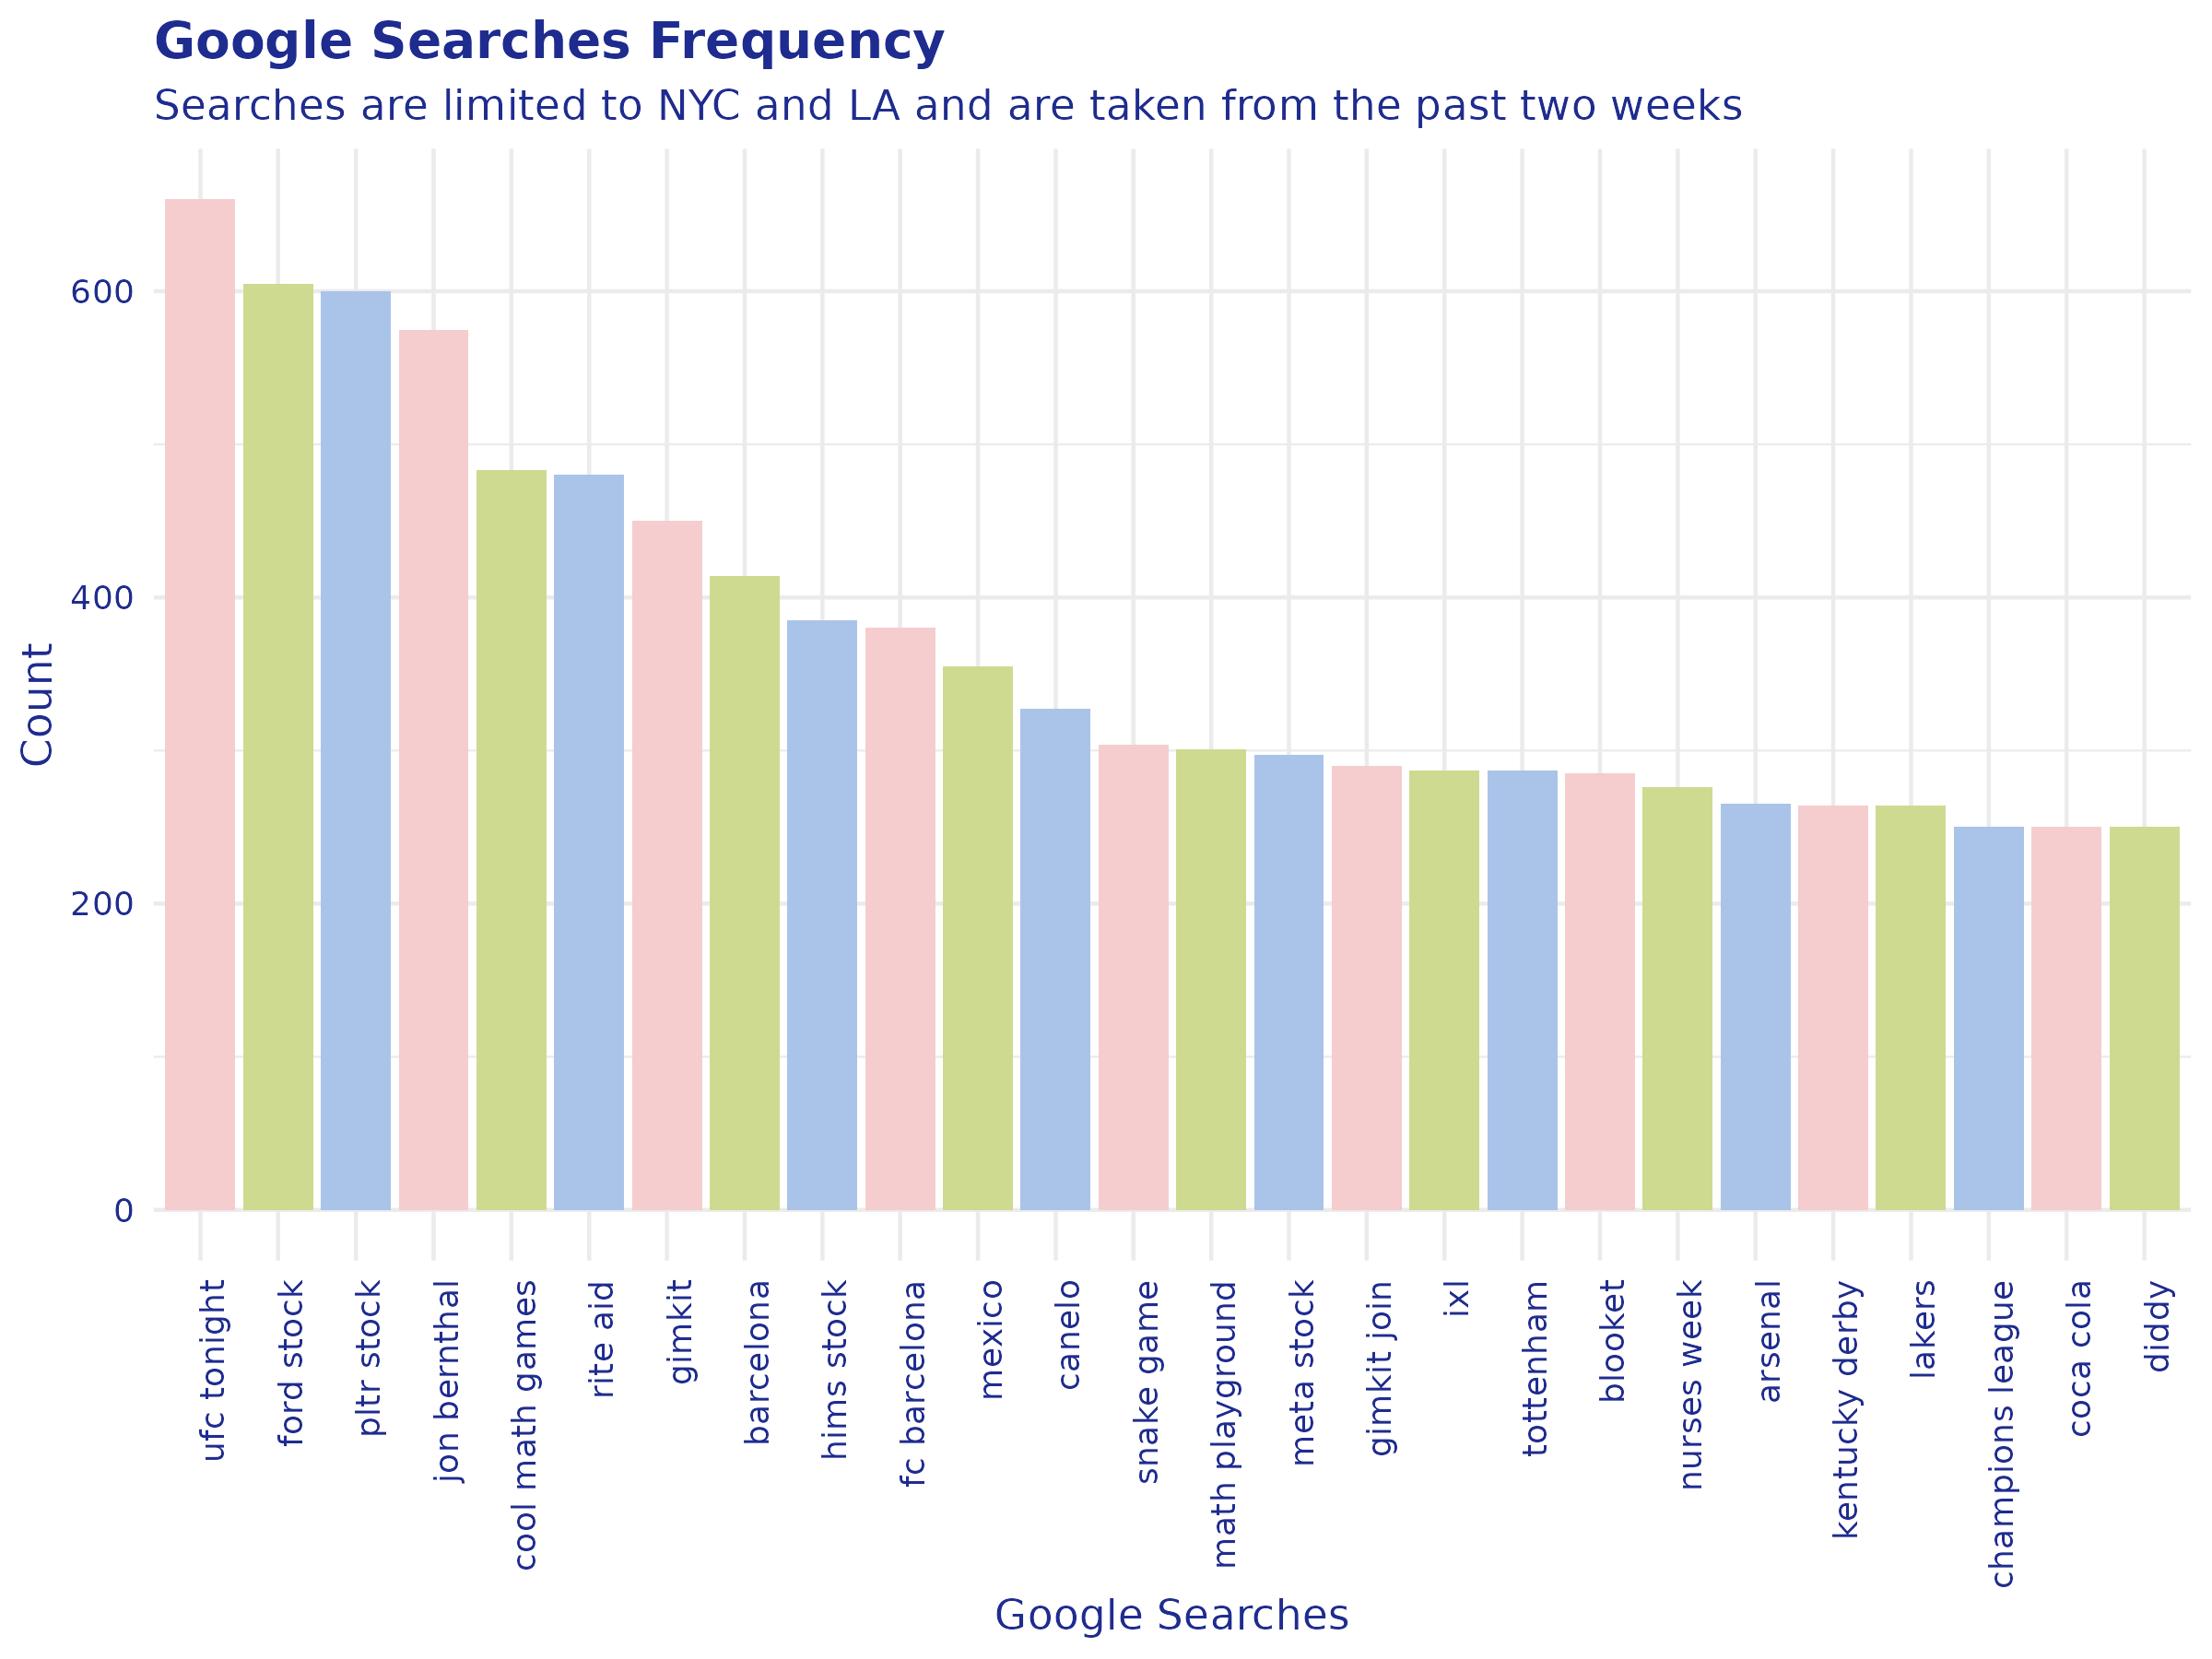 Google Searches Frequency
Searches are limited to NYC and LA and are taken from the past two weeks
600
400
200
0
Count
ufc tonight
ford stock
pltr stock
jon bernthal
cool math games
rite aid
gimkit
barcelona
hims stock
fc barcelona
mexico
canelo
snake game
math playground
meta stock
gimkit join
ixl
tottenham
blooket
nurses week
arsenal
kentucky derby
lakers
champions league
coca cola
diddy
Google Searches